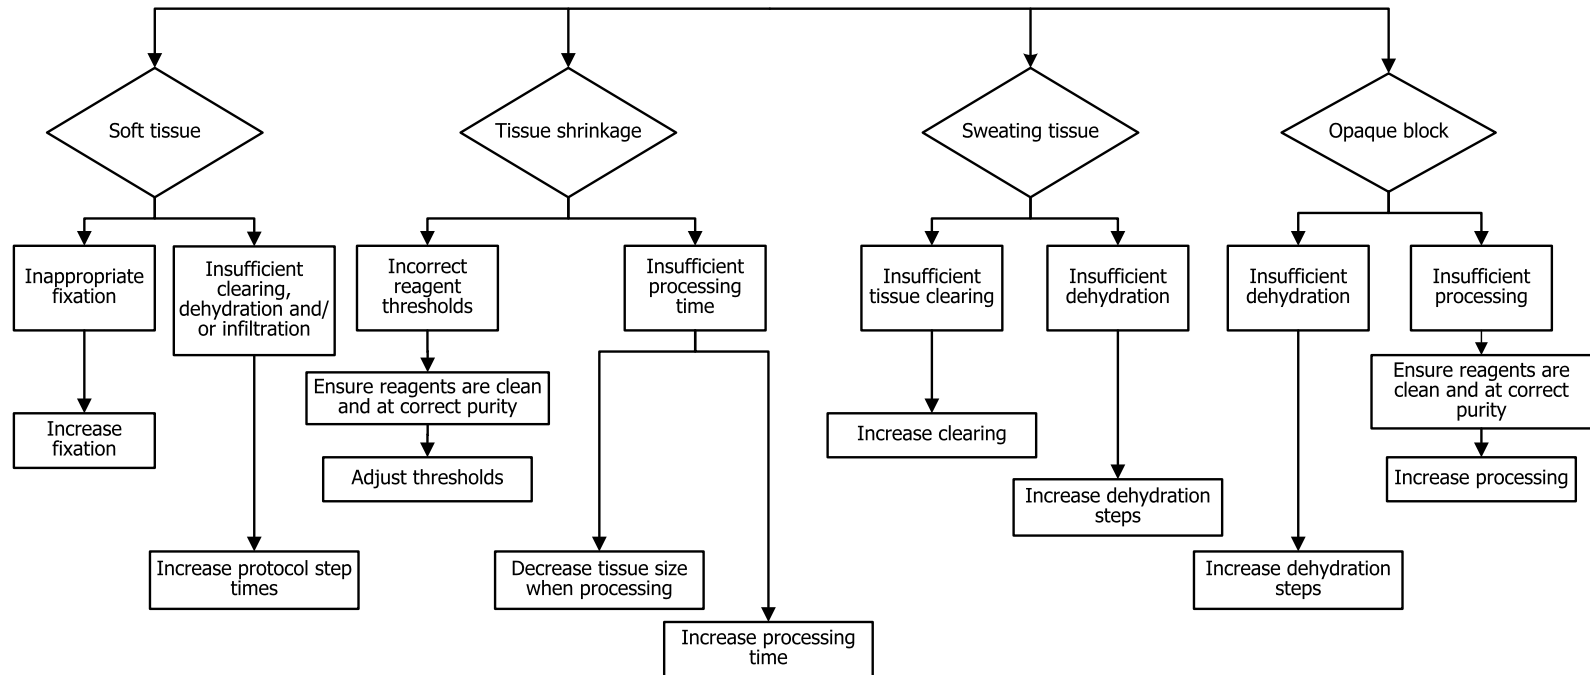 Soft tissue
Tissue shrinkage
Sweating tissue
Opaque block
Inappropriate
fixation
Insufficient
clearing,
dehydration and/
or infiltration
Incorrect
reagent
thresholds
Insufficient
processing
time
Insufficient
tissue clearing
Insufficient
dehydration
Insufficient
dehydration
Insufficient
processing
Increase
fixation
Ensure reagents are clean
and at correct purity
Adjust thresholds
Increase clearing
Ensure reagents are
clean and at correct
purity
Increase processing
Increase dehydration
steps
Increase protocol step
times
Decrease tissue size
when processing
Increase dehydration
steps
Increase processing
time